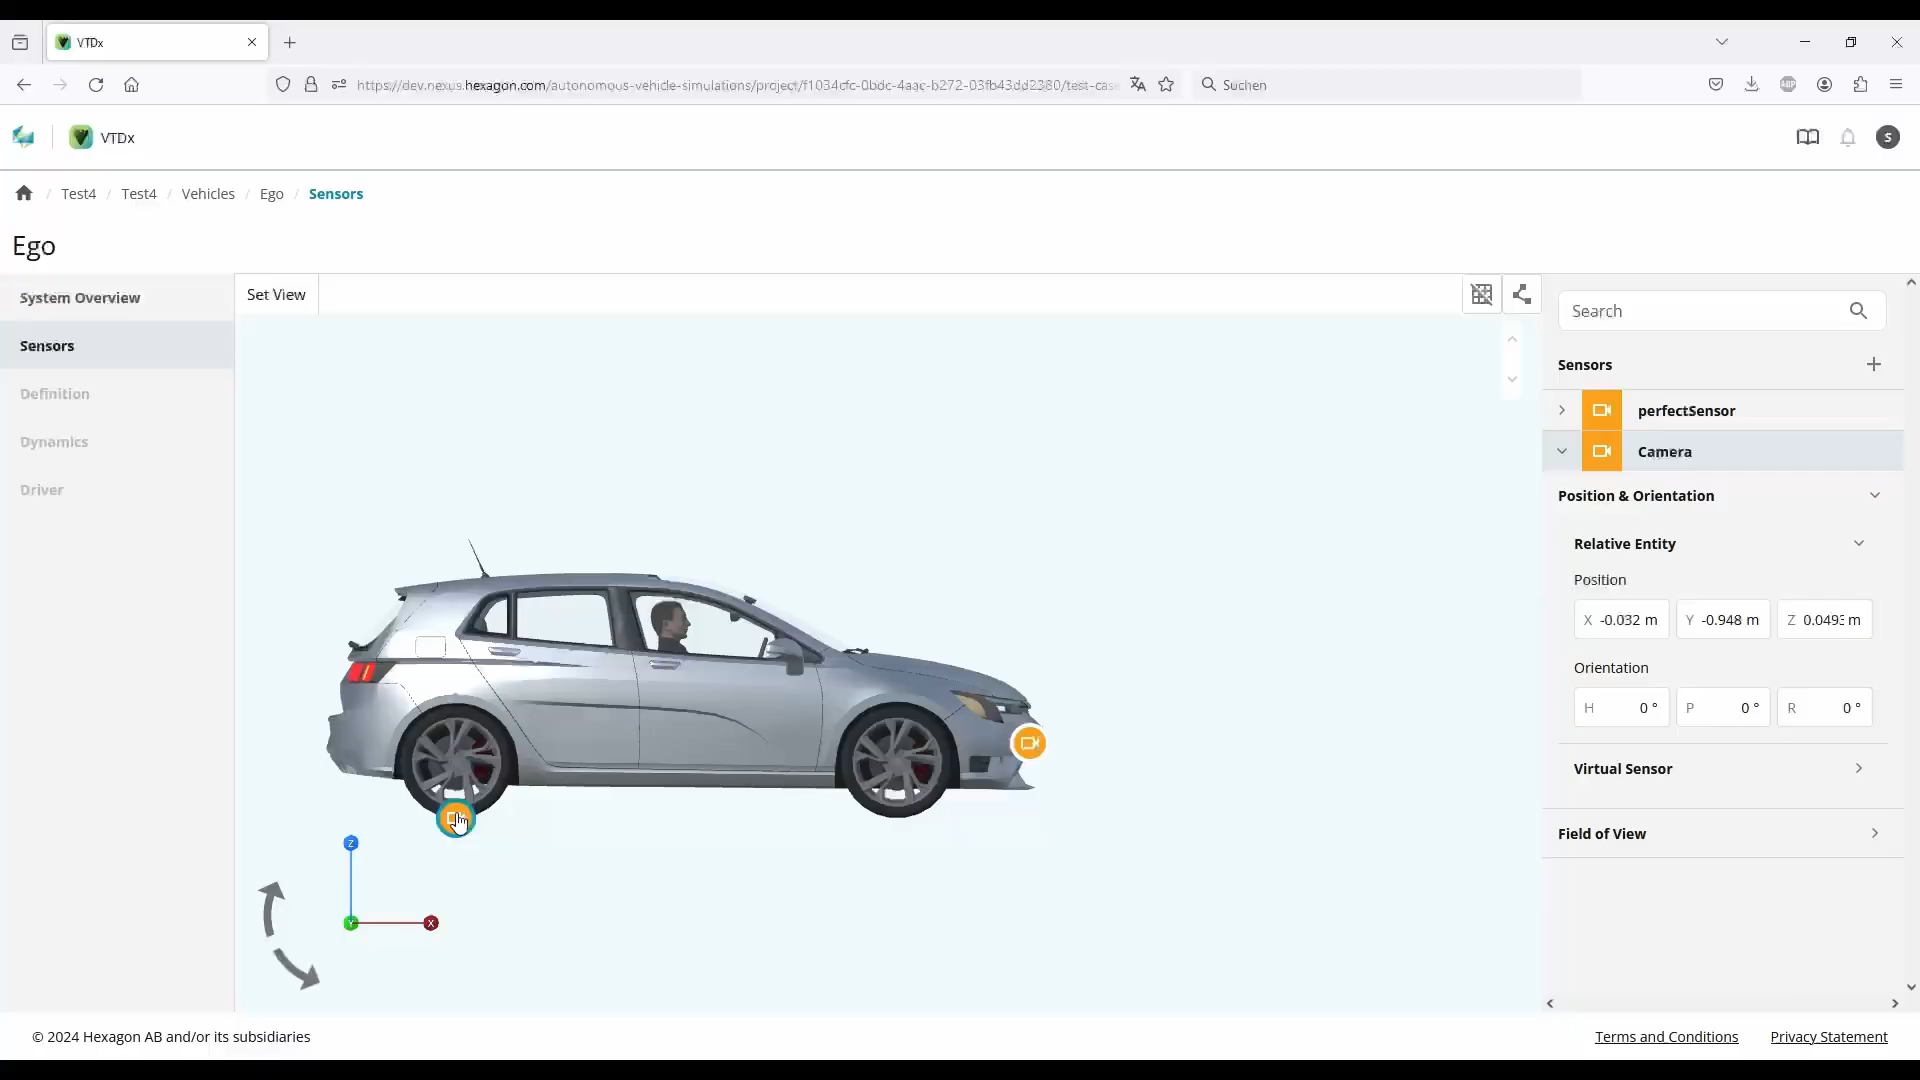 VTDx
https://dev.nexus.hexagon.com/autonomous-vehicle-simulations/project/f1034cfc-0bdc-4aac-b272-03fb43dd2380/test-case
Suchen
VTDx
S
/ Test4 / Test4 / Vehicles / Ego / Sensors
Ego
System Overview
Sensors
Definition
Dynamics
Driver
Set View
Z
Y
X
Search
Sensors
perfectSensor
Camera
Position & Orientation
Relative Entity
Position
X -0.032 m Y -0.948 m Z 0.0493 m
Orientation
H 0 ° P 0 ° R 0 °
Virtual Sensor
Field of View
© 2024 Hexagon AB and/or its subsidiaries
Terms and Conditions Privacy Statement